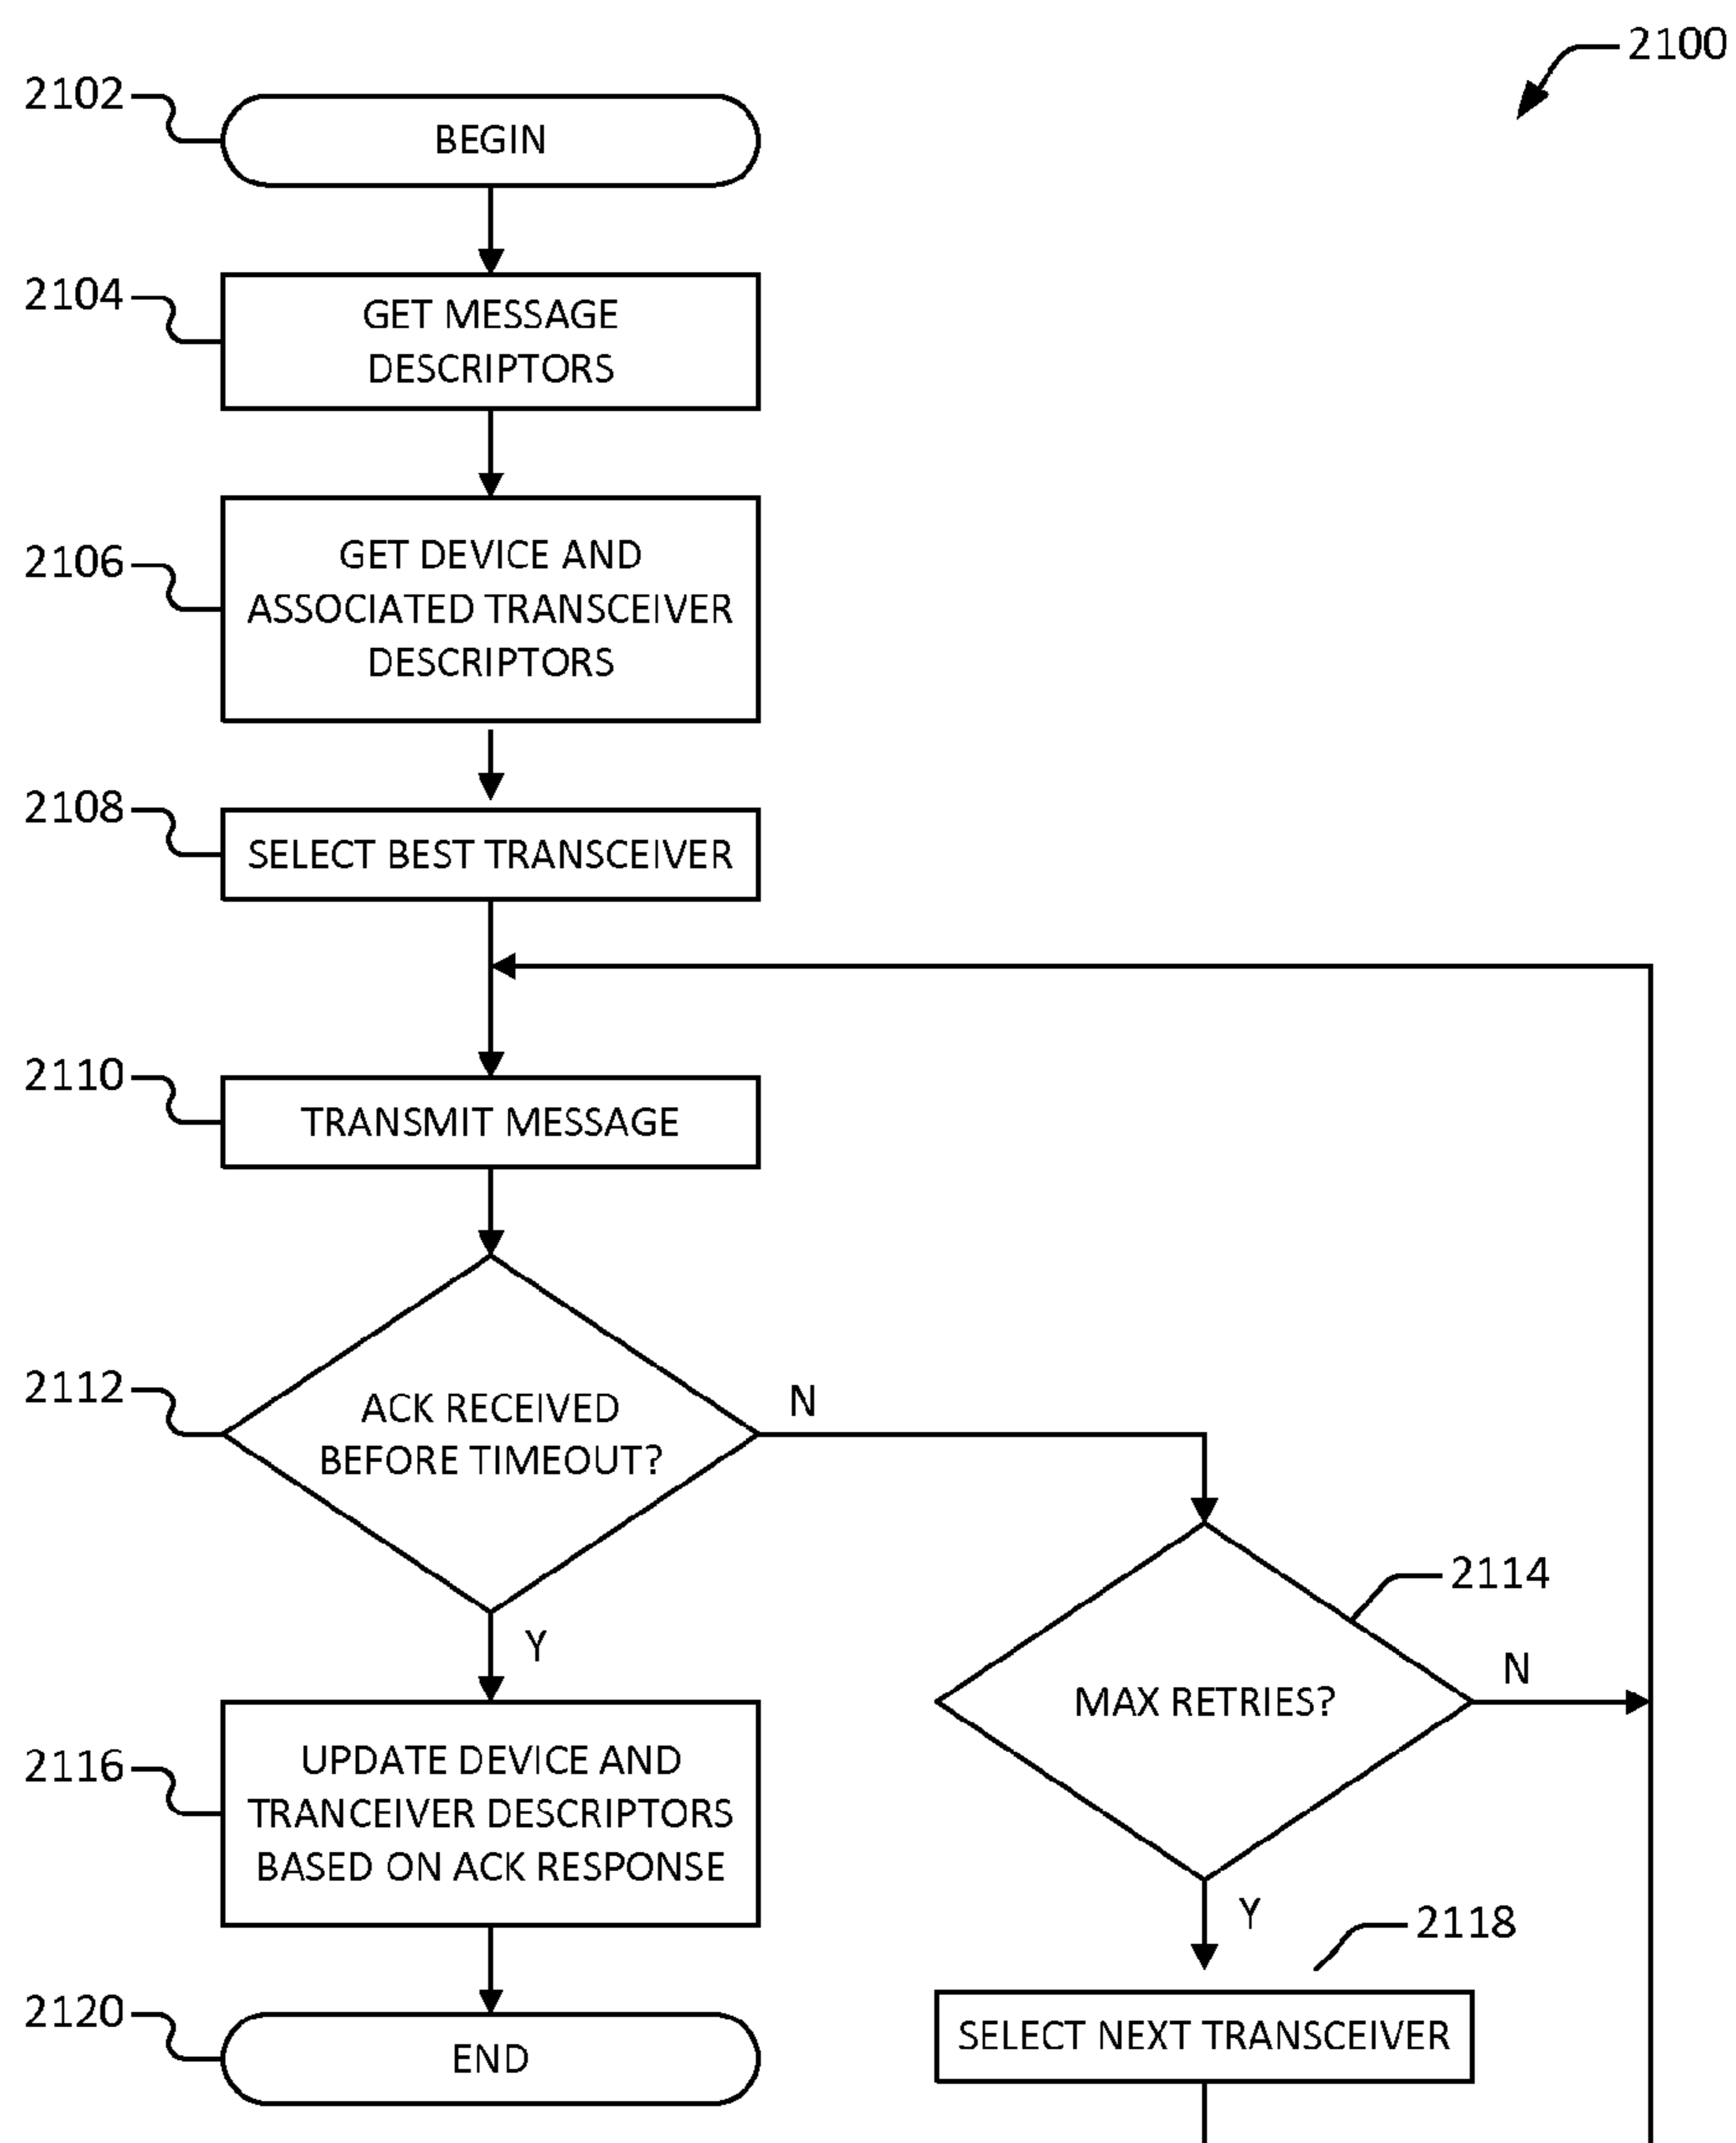 2100
2102
BEGIN
2104
GET MESSAGE
DESCRIPTORS
2106
GET DEVICE AND
ASSOCIATED TRANSCEIVER
DESCRIPTORS
2108
SELECT BEST TRANSCEIVER
2110
TRANSMIT MESSAGE
2112
ACK RECEIVED
BEFORE TIMEOUT?
N
Y
2114
MAX RETRIES?
N
Y
2116
UPDATE DEVICE AND
TRANCEIVER DESCRIPTORS
BASED ON ACK RESPONSE
2118
SELECT NEXT TRANSCEIVER
2120
END